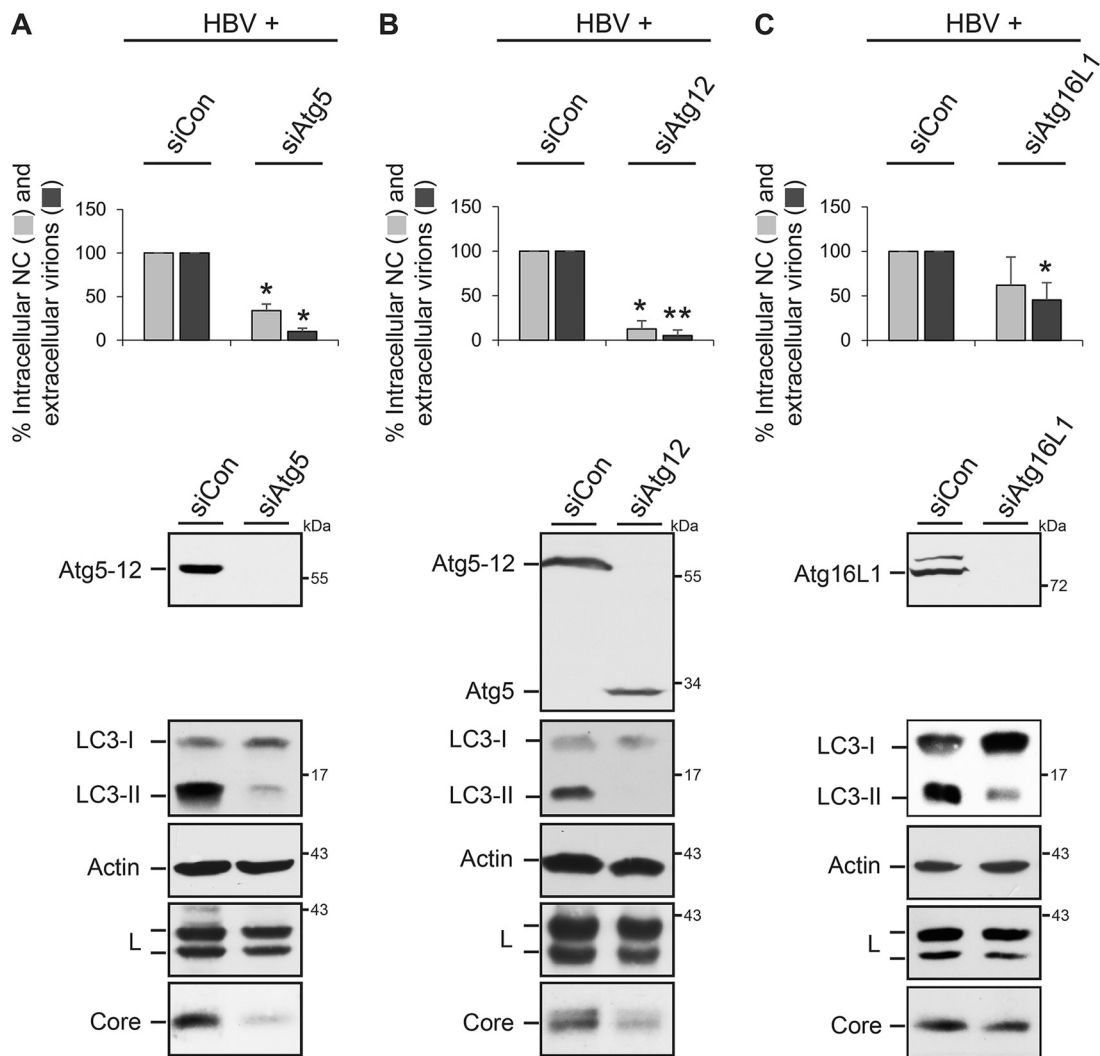 A
HBV +
siCon
siAtg5
% Intracellular NC ( ) and
extracellular virions ( )
150
100
50
0
siCon
siAtg5
kDa
Atg5-12
55
LC3-I
17
LC3-II
43
Actin
43
L
Core
B
HBV +
siCon
siAtg12
% Intracellular NC ( ) and
extracellular virions ( )
150
100
50
0
* 
**
siCon
siAtg12
kDa
Atg5-12
55
34
Atg5
LC3-I
17
LC3-II
43
Actin
43
L
Core
C
HBV +
siCon
siAtg16L1
% Intracellular NC ( ) and
extracellular virions ( )
150
100
50
0
*
siCon
siAtg16L1
kDa
Atg16L1
72
LC3-I
17
LC3-II
43
Actin
43
L
Core